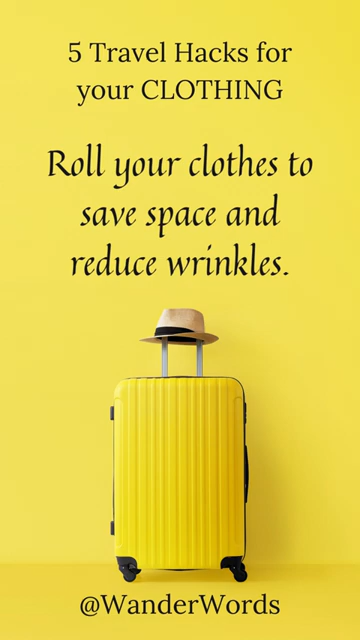 5 Travel Hacks for
your CLOTHING
Roll your clothes to
save space and
reduce wrinkles.
@WanderWords